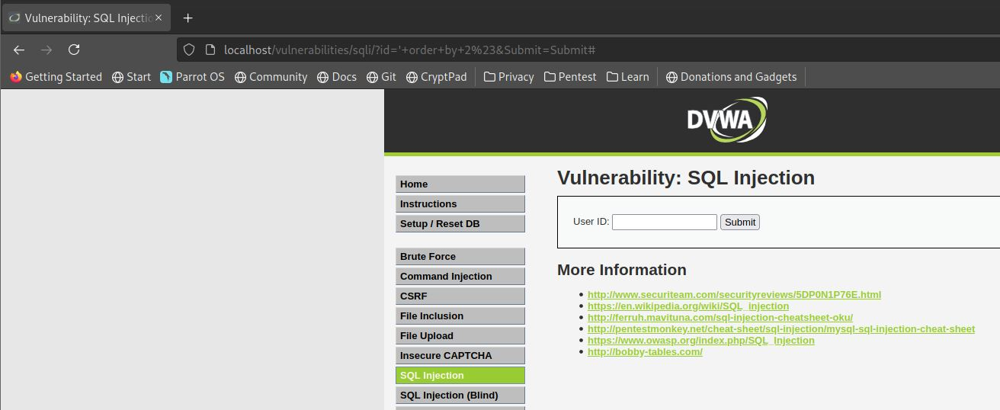 Vulnerability: SQL Injectio
localhost/vulnerabilities/sqli/?id='+order+by+2%23&Submit=Submit#
Getting Started Start Parrot OS Community Docs Git CryptPad Privacy Pentest Learn Donations and Gadgets
DVWA
Home
Instructions
Setup / Reset DB
Brute Force
Command Injection
CSRF
File Inclusion
File Upload
Insecure CAPTCHA
SQL Injection
SQL Injection (Blind)
Vulnerability: SQL Injection
User ID: Submit
More Information
http://www.securiteam.com/securityreviews/5DP0N1P76E.html
https://en.wikipedia.org/wiki/SQL_injection
http://ferruh.mavituna.com/sql-injection-cheatsheet-oku/
http://pentestmonkey.net/cheat-sheet/sql-injection/mysql-sql-injection-cheat-sheet
https://www.owasp.org/index.php/SQL_Injection
http://bobby-tables.com/